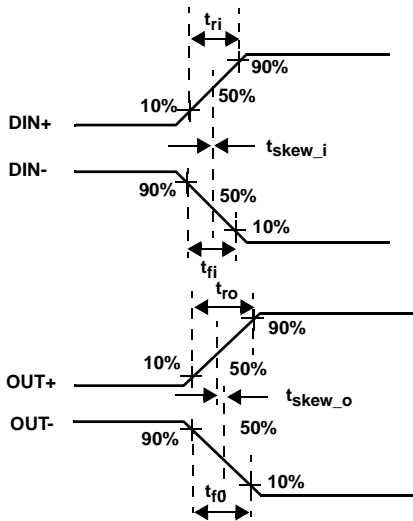 tri
90%
10%
50%
DIN+
tskew_i
DIN-
90%
50%
10%
tfi
tro
90%
10%
50%
OUT+
tskew_o
OUT-
90%
50%
10%
tf0